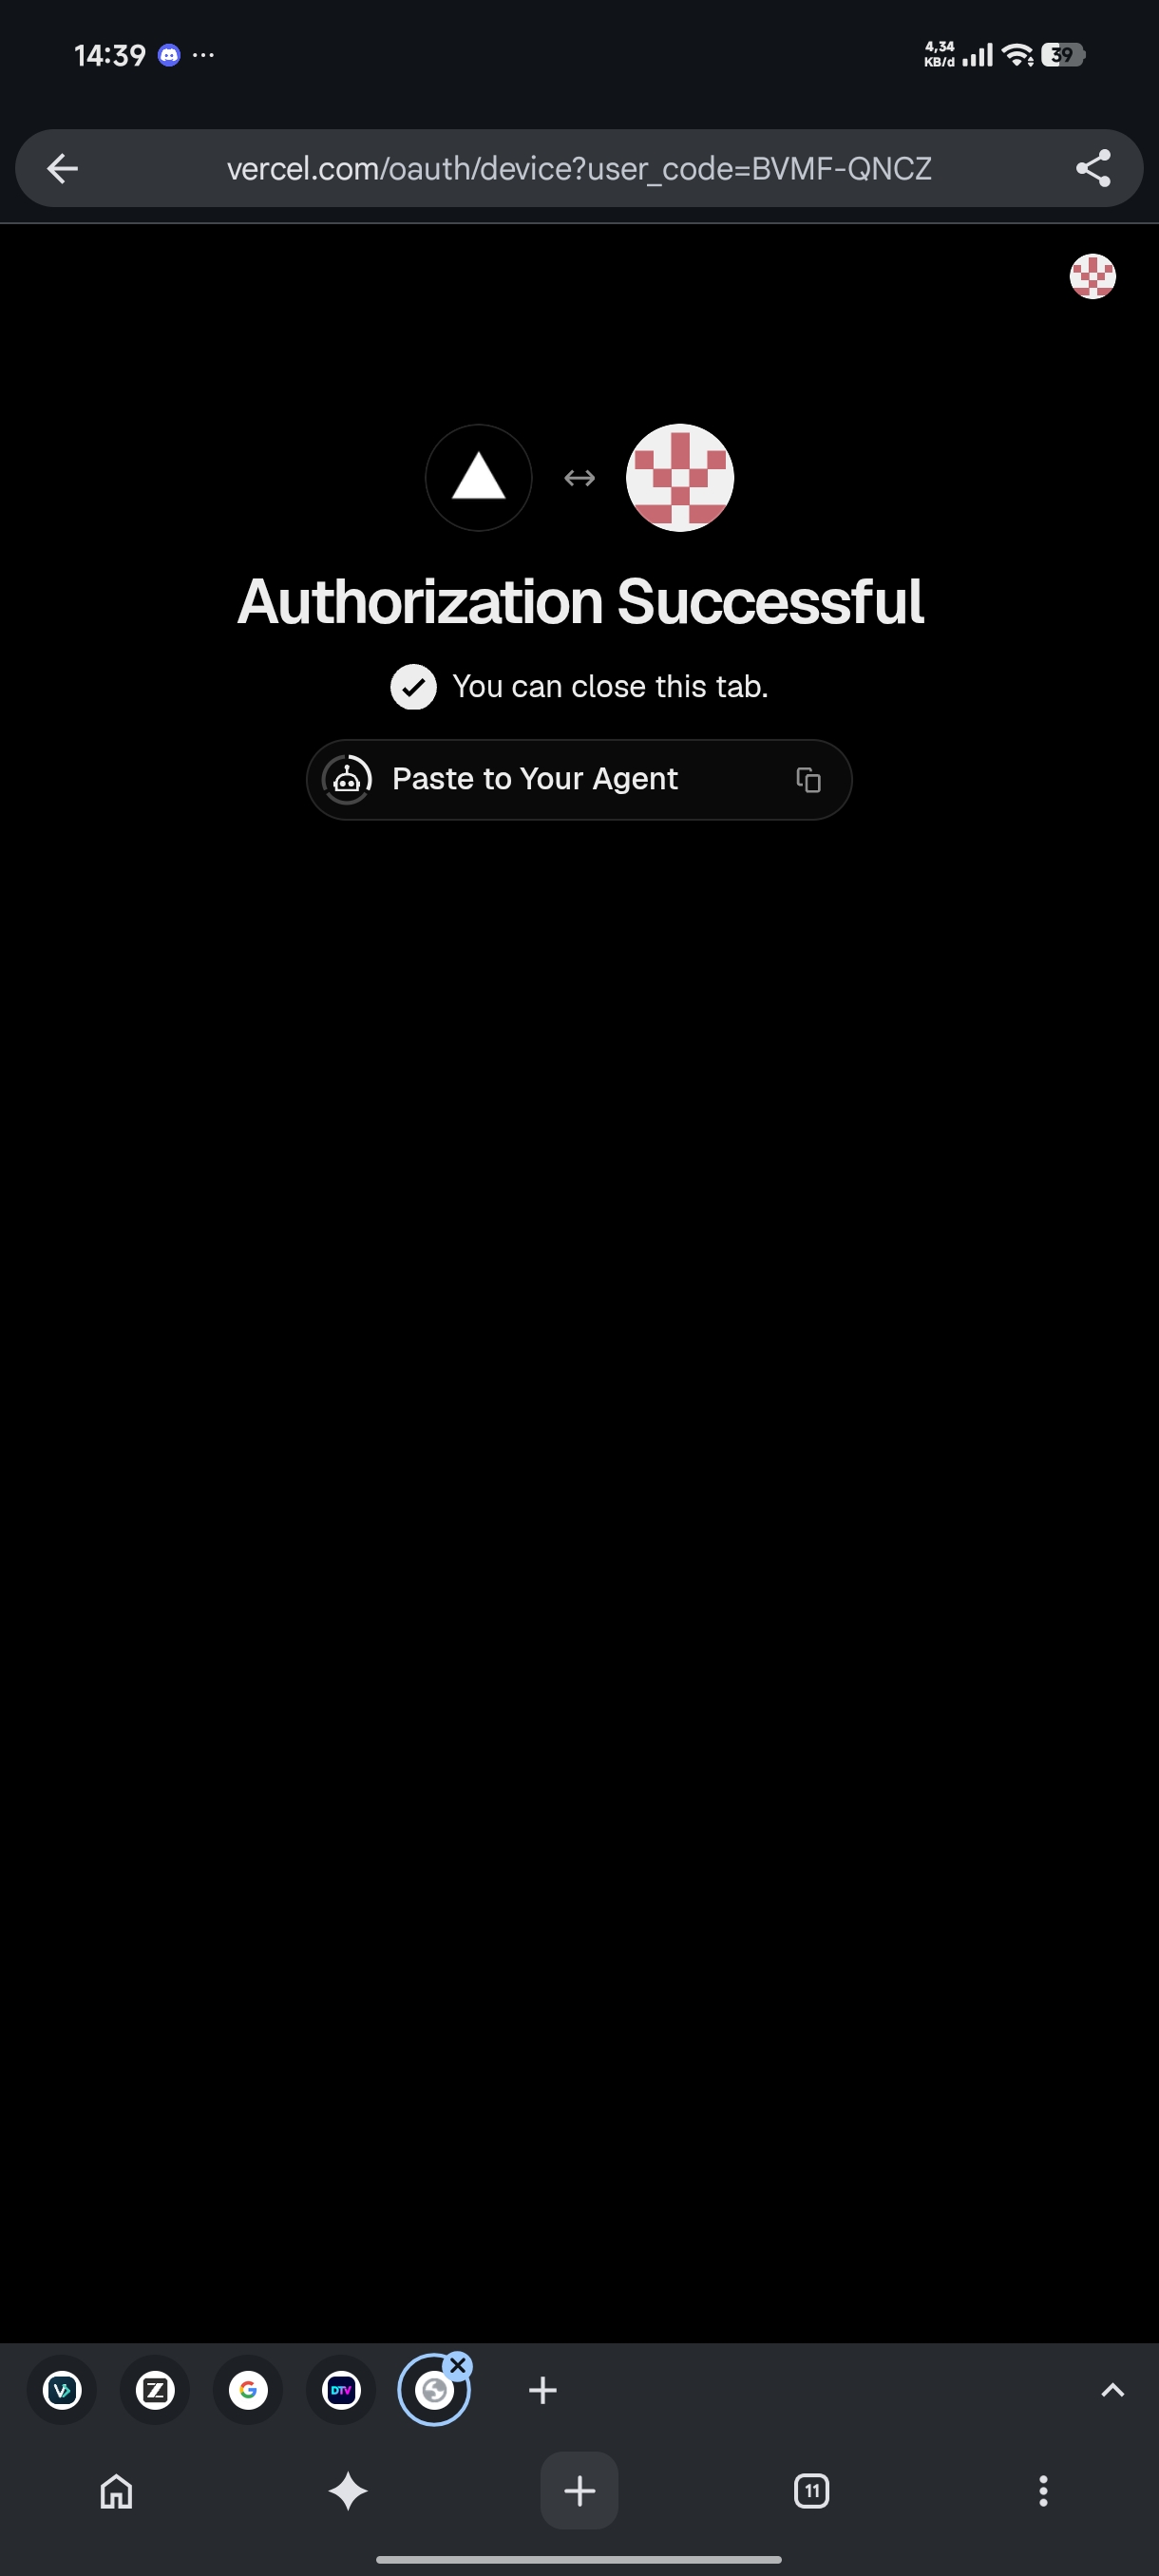 14:39
4,34
KB/d
39
vercel.com/oauth/device?user_code=BVMF-QNCZ
Authorization Successful
You can close this tab.
Paste to Your Agent
DTV
11